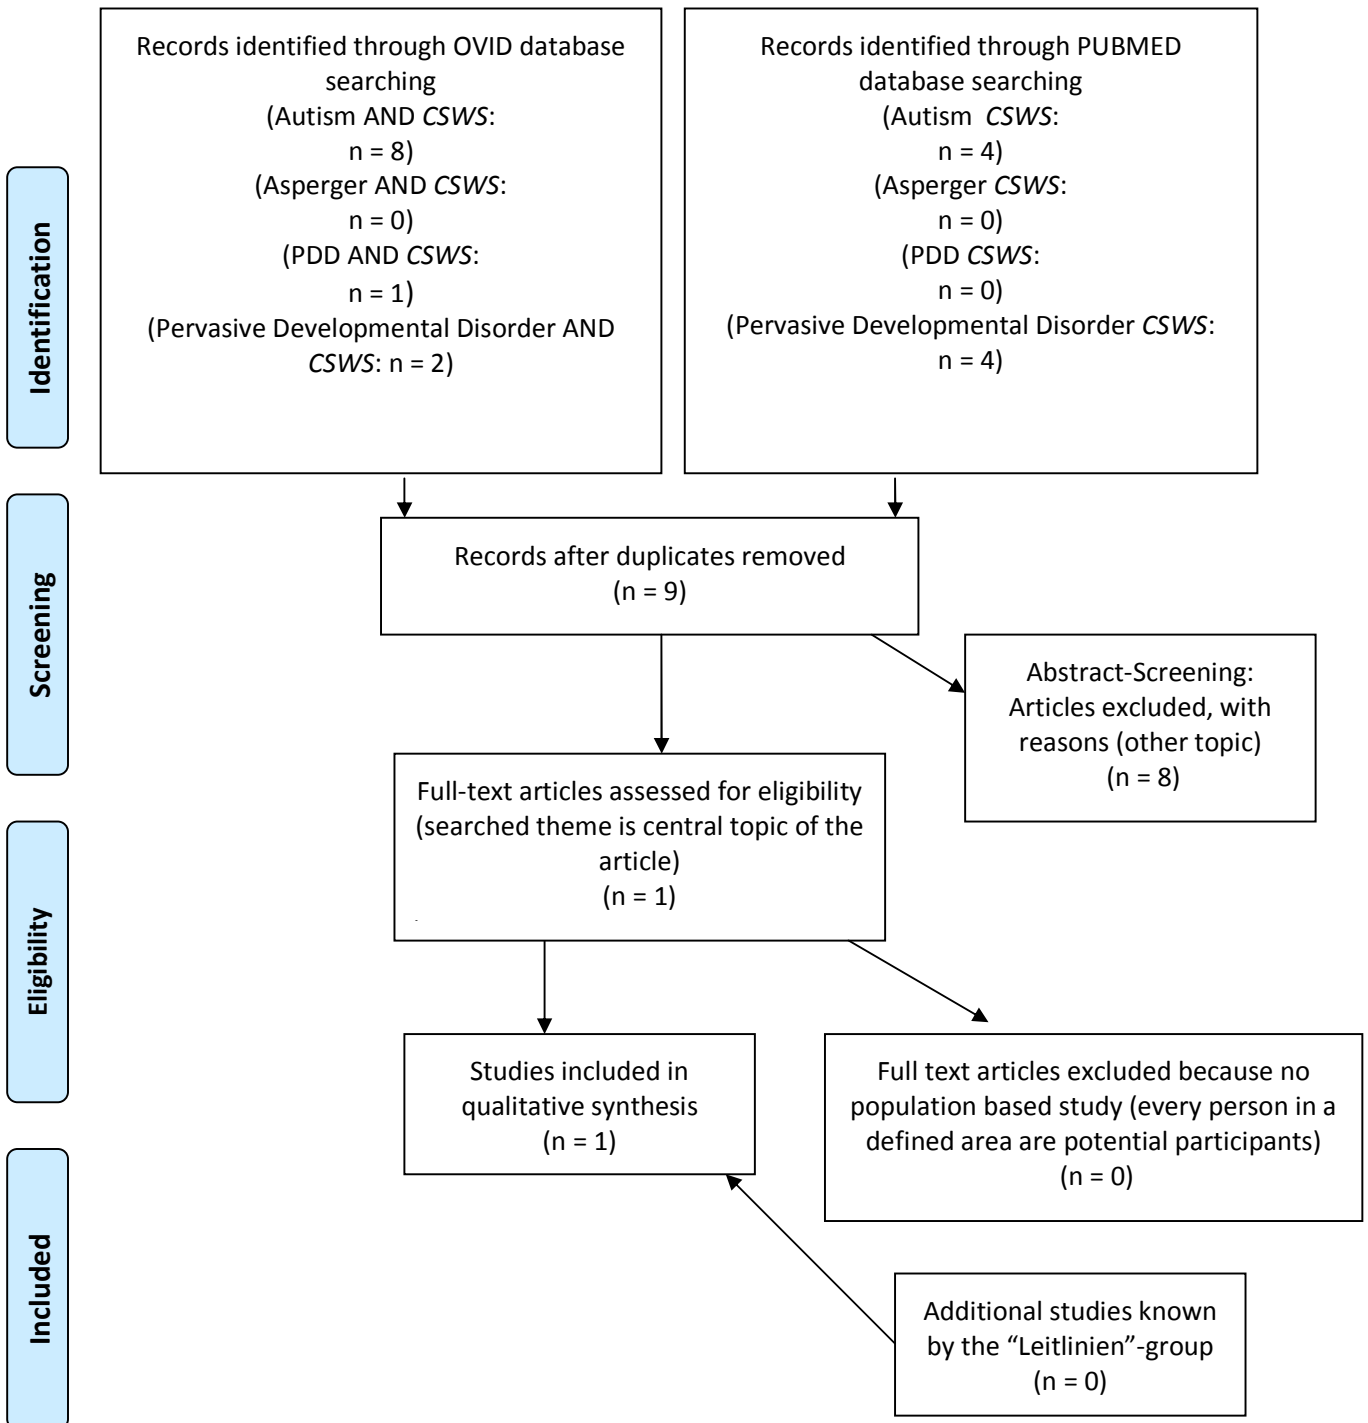 Records identified through OVID database
searching
(Autism AND CSWS:
n = 8)
(Asperger AND CSWS:
n = 0)
(PDD AND CSWS:
n = 1)
(Pervasive Developmental Disorder AND
CSWS: n = 2)
Records identified through PUBMED
database searching
(Autism CSWS:
n = 4)
(Asperger CSWS:
n = 0)
(PDD CSWS:
n = 0)
(Pervasive Developmental Disorder CSWS:
n = 4)
Identification
Records after duplicates removed
(n = 9)
Screening
Abstract-Screening:
Articles excluded, with
reasons (other topic)
(n = 8)
Full-text articles assessed for eligibility
(searched theme is central topic of the
article)
(n = 1)
Eligibility
Studies included in
qualitative synthesis
(n = 1)
Full text articles excluded because no
population based study (every person in a
defined area are potential participants)
(n = 0)
Included
Additional studies known
by the “Leitlinien”-group
(n = 0)